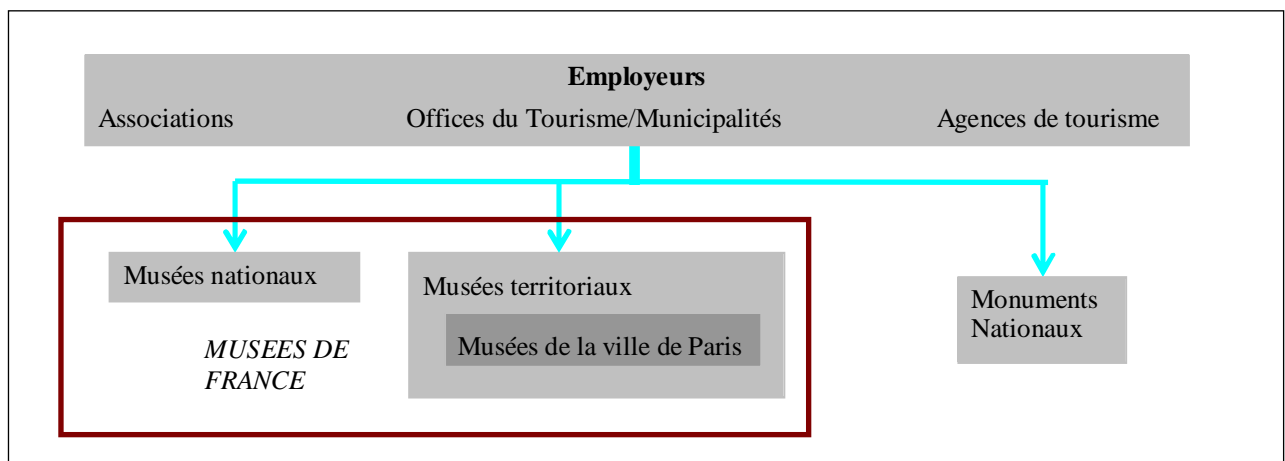 Employeurs
Associations Offices du Tourisme/Municipalités Agences de tourisme
Musées nationaux
MUSEES DE
FRANCE
Musées territoriaux
Musées de la ville de Paris
Monuments
Nationaux